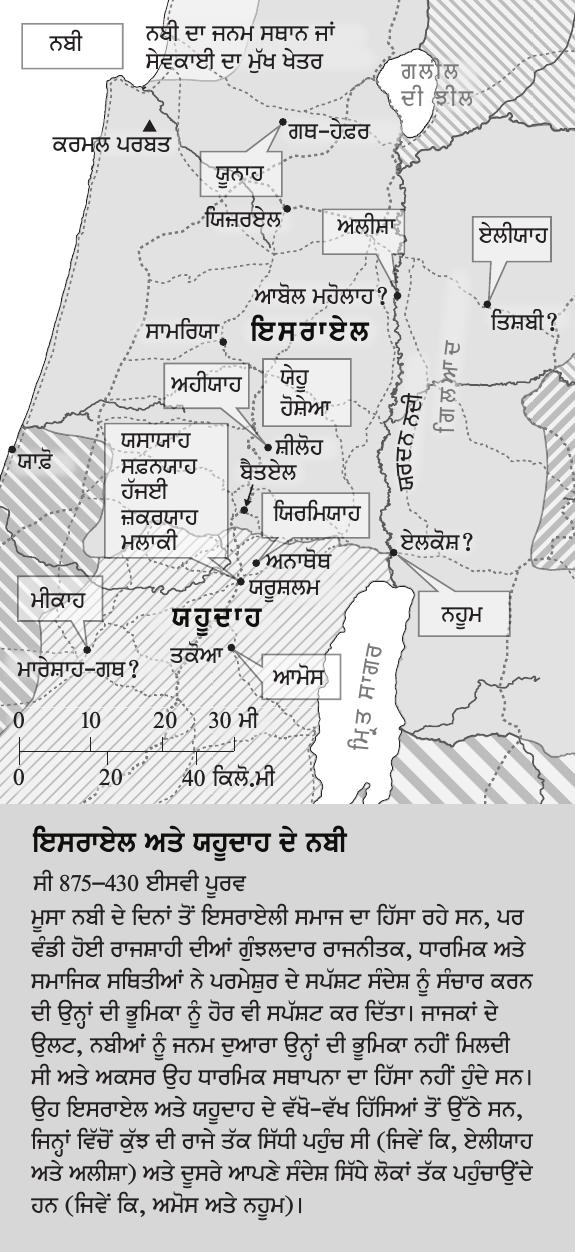 ਨਬੀ
ਨਬੀ ਦਾ ਜਨਮ ਸਥਾਨ ਜਾਂ
ਸੇਵਕਾਈ ਦਾ ਮੁੱਖ ਖੇਤਰ
ਗਲੀਲ
ਦੀ ਝੀਲ
ਕਰਮਲ ਪਰਬਤ
ਗਥ-ਹੇਫ਼ਰ
ਯੂਨਾਹ
ਯਿਜ਼ਰਏਲ
ਅਲੀਸ਼ਾ
ਏਲੀਯਾਹ
ਆਬੋਲ ਮਹੋਲਾਹ?
ਤਿਸ਼ਬੀ?
ਸਾਮਰਿਯਾ
ਇਸਰਾਏਲ
ਗਿਲਆਦ
ਅਹੀਯਾਹ
ਯੇਹੂ
ਹੋਸ਼ੇਆ
ਯਰਦਨ ਨਦੀ
ਯਸਾਯਾਹ
ਸਫ਼ਨਯਾਹ
ਹੱਜਈ
ਜ਼ਕਰਯਾਹ
ਮਲਾਕੀ
ਸ਼ੀਲੋਹ
ਯਾਫ਼ੋ
ਬੈਤਏਲ
ਯਿਰਮਿਯਾਹ
ਏਲਕੋਸ਼?
ਅਨਾਥੋਥ
ਯਰੂਸ਼ਲਮ
ਮੀਕਾਹ
ਯਹੂਦਾਹ
ਨਹੂਮ
ਤਕੋਆ
ਮਾਰੇਸ਼ਾਹ-ਗਥ?
ਆਮੋਸ
ਮ੍ਰਿਤ ਸਾਗਰ
0 10 20 30 ਮੀ
0 20 40 ਕਿਲੋ.ਮੀ
ਇਸਰਾਏਲ ਅਤੇ ਯਹੂਦਾਹ ਦੇ ਨਬੀ
ਸੀ 875–430 ਈਸਵੀ ਪੂਰਵ
ਮੂਸਾ ਨਬੀ ਦੇ ਦਿਨਾਂ ਤੋਂ ਇਸਰਾਏਲੀ ਸਮਾਜ ਦਾ ਹਿੱਸਾ ਰਹੇ ਸਨ, ਪਰ
ਵੰਡੀ ਹੋਈ ਰਾਜਸ਼ਾਹੀ ਦੀਆਂ ਗੁੰਝਲਦਾਰ ਰਾਜਨੀਤਕ, ਧਾਰਮਿਕ ਅਤੇ
ਸਮਾਜਿਕ ਸਥਿਤੀਆਂ ਨੇ ਪਰਮੇਸ਼ੁਰ ਦੇ ਸਪੱਸ਼ਟ ਸੰਦੇਸ਼ ਨੂੰ ਸੰਚਾਰ ਕਰਨ
ਦੀ ਉਨ੍ਹਾਂ ਦੀ ਭੂਮਿਕਾ ਨੂੰ ਹੋਰ ਵੀ ਸਪੱਸ਼ਟ ਕਰ ਦਿੱਤਾ। ਜਾਜਕਾਂ ਦੇ
ਉਲਟ, ਨਬੀਆਂ ਨੂੰ ਜਨਮ ਦੁਆਰਾ ਉਨ੍ਹਾਂ ਦੀ ਭੂਮਿਕਾ ਨਹੀਂ ਮਿਲਦੀ
ਸੀ ਅਤੇ ਅਕਸਰ ਉਹ ਧਾਰਮਿਕ ਸਥਾਪਨਾ ਦਾ ਹਿੱਸਾ ਨਹੀਂ ਹੁੰਦੇ ਸਨ।
ਉਹ ਇਸਰਾਏਲ ਅਤੇ ਯਹੂਦਾਹ ਦੇ ਵੱਖੋ-ਵੱਖ ਹਿੱਸਿਆਂ ਤੋਂ ਉੱਠੇ ਸਨ,
ਜਿਨ੍ਹਾਂ ਵਿੱਚੋਂ ਕੁੱਝ ਦੀ ਰਾਜੇ ਤੱਕ ਸਿੱਧੀ ਪਹੁੰਚ ਸੀ (ਜਿਵੇਂ ਕਿ, ਏਲੀਯਾਹ
ਅਤੇ ਅਲੀਸ਼ਾ) ਅਤੇ ਦੂਸਰੇ ਆਪਣੇ ਸੰਦੇਸ਼ ਸਿੱਧੇ ਲੋਕਾਂ ਤੱਕ ਪਹੁੰਚਾਉਂਦੇ
ਹਨ (ਜਿਵੇਂ ਕਿ, ਅਮੋਸ ਅਤੇ ਨਹੂਮ)।